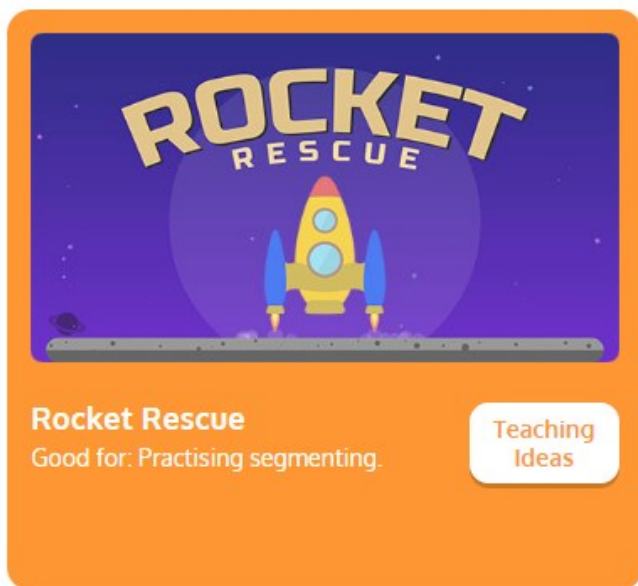 ROCKET
RESCUE
Rocket Rescue
Good for: Practising segmenting.
Teaching
Ideas